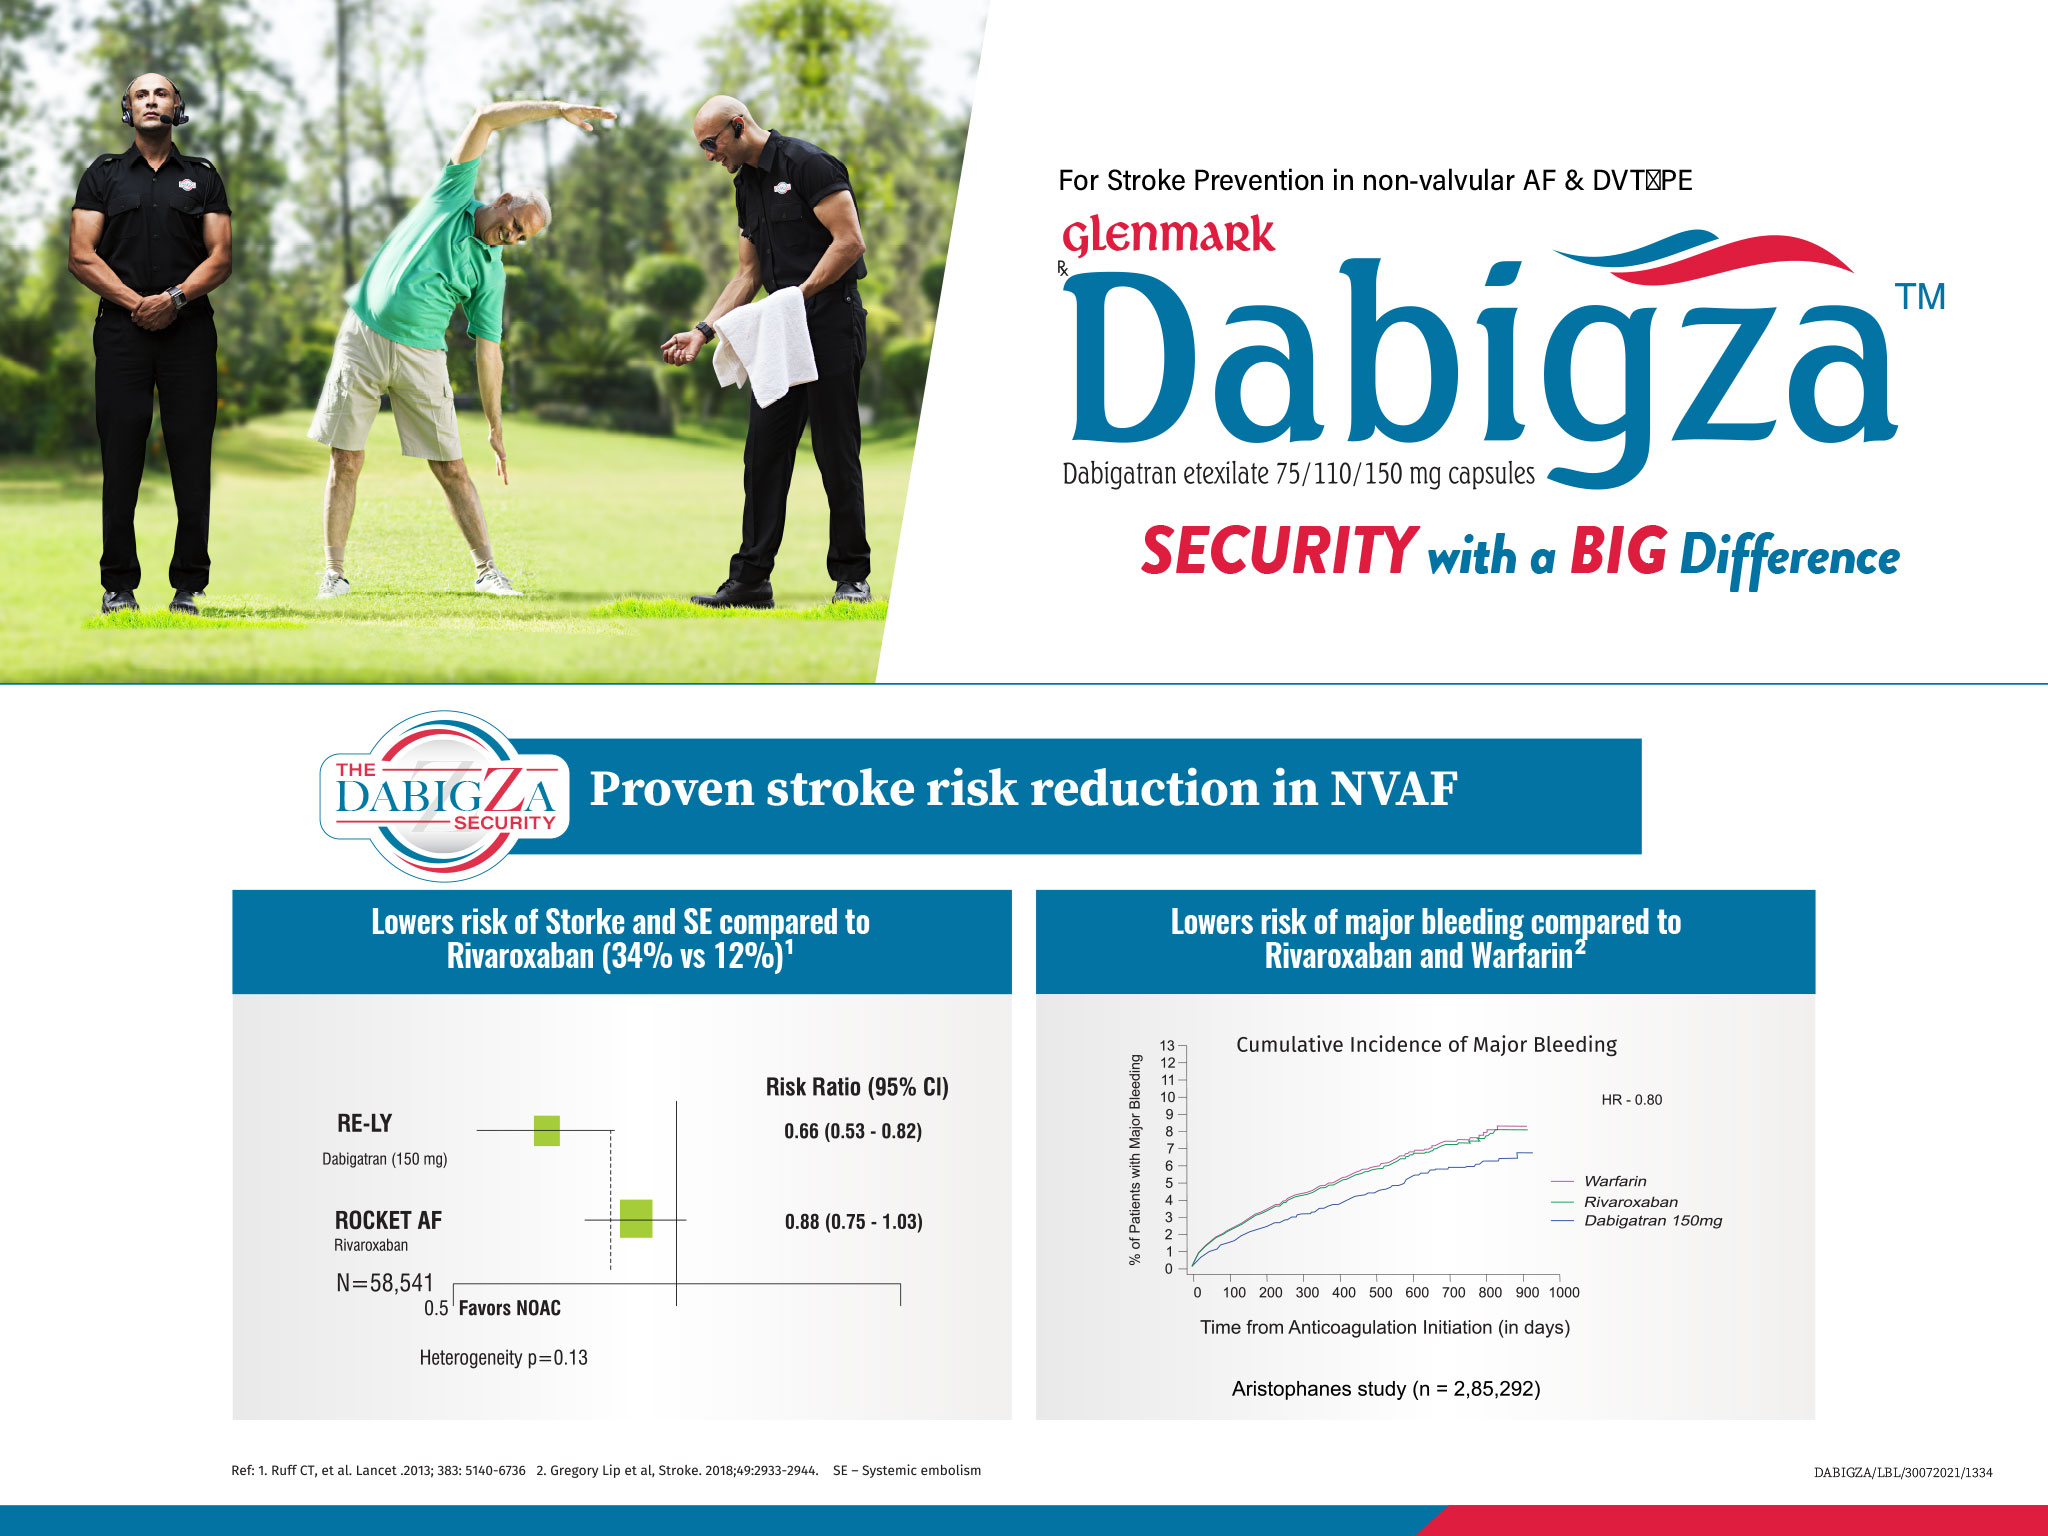 For Stroke Prevention in non-valvular AF & DVT☒PE
glenmark
℞
Dabigza™
Dabigatran etexilate 75/110/150 mg capsules
SECURITY with a BIG Difference
THE
DABIGZA
SECURITY
Proven stroke risk reduction in NVAF
Lowers risk of Storke and SE compared to
Rivaroxaban (34% vs 12%)¹
Risk Ratio (95% CI)
RE-LY
0.66 (0.53 - 0.82)
Dabigatran (150 mg)
ROCKET AF
0.88 (0.75 - 1.03)
Rivaroxaban
N=58,541
0.5 Favors NOAC
Heterogeneity p=0.13
Lowers risk of major bleeding compared to
Rivaroxaban and Warfarin²
Cumulative Incidence of Major Bleeding
% of Patients with Major Bleeding
13
12
11
10
9
8
7
6
5
4
3
2
1
0
HR - 0.80
Warfarin
Rivaroxaban
Dabigatran 150mg
0 100 200 300 400 500 600 700 800 900 1000
Time from Anticoagulation Initiation (in days)
Aristophanes study (n = 2,85,292)
Ref: 1. Ruff CT, et al. Lancet .2013; 383: 5140-6736 2. Gregory Lip et al, Stroke. 2018;49:2933-2944. SE – Systemic embolism
DABIGZA/LBL/30072021/1334